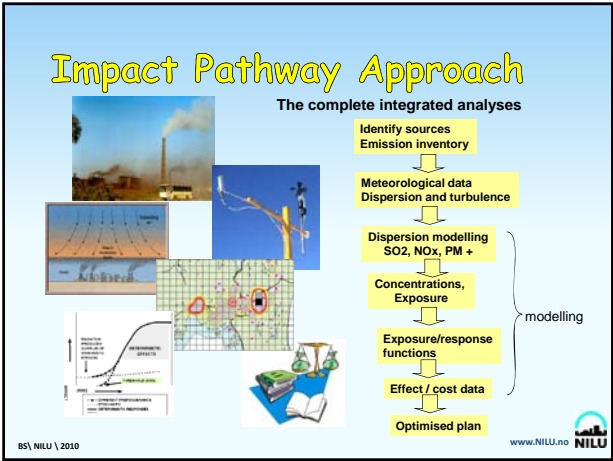 Impact Pathway Approach
The complete integrated analyses
Identify sources
Emission inventory
Meteorological data
Dispersion and turbulence
Dispersion modelling
SO2, NOx, PM +
Concentrations,
Exposure
modelling
Exposure/response
functions
Effect / cost data
Optimised plan
DETERMINISTIC
EFFECTS
BS\ NILU \ 2010
www.NILU.no
NILU